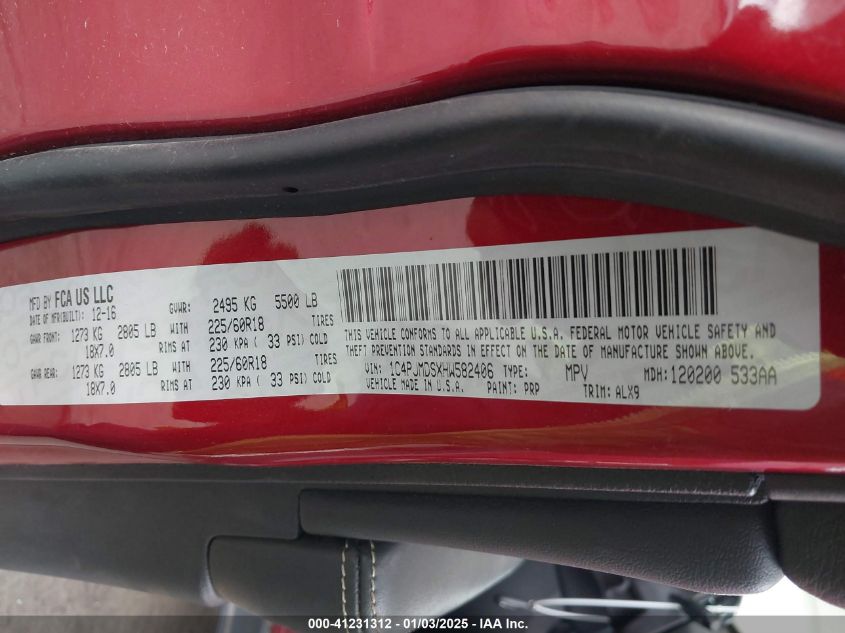 MFD BY FCA US LLC
DATE OF MFR(BUILT): 12-16 GVWR: 2495 KG 5500 LB
GAWR FRONT: 1273 KG 2805 LB WITH 225/60R18 TIRES
18X7.0 RIMS AT 230 KPA ( 33 PSI) COLD
GAWR REAR: 1273 KG 2805 LB WITH 225/60R18 TIRES
18X7.0 RIMS AT 230 KPA ( 33 PSI) COLD
THIS VEHICLE CONFORMS TO ALL APPLICABLE U.S.A. FEDERAL MOTOR VEHICLE SAFETY AND
THEFT PREVENTION STANDARDS IN EFFECT ON THE DATE OF MANUFACTURE SHOWN ABOVE.
VIN: 1C4PJMDSXHW582406 TYPE: MPV MDH: 120200 533AA
VEHICLE MADE IN U.S.A. PAINT: PRP TRIM: ALX9
000-41231312 - 01/03/2025 - IAA Inc.